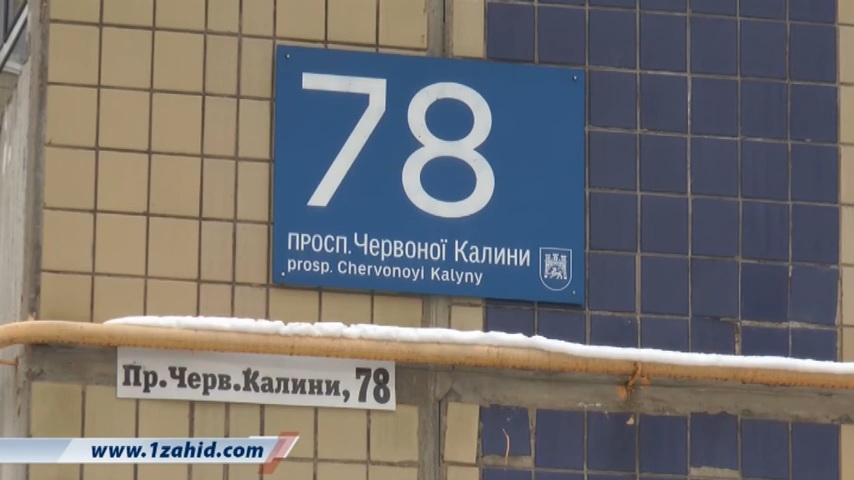 78
просп. Червоної Калини
prosp. Chervonoyi Kalyny
Пр.Черв.Калини, 78
www.1zahid.com